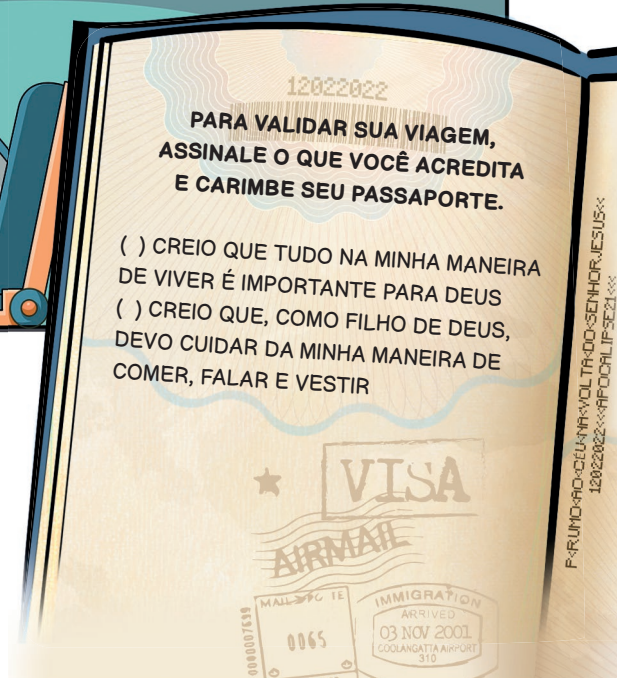 12022022
PARA VALIDAR SUA VIAGEM,
ASSINALE O QUE VOCÊ ACREDITA
E CARIMBE SEU PASSAPORTE.
( ) CREIO QUE TUDO NA MINHA MANEIRA
DE VIVER É IMPORTANTE PARA DEUS
( ) CREIO QUE, COMO FILHO DE DEUS,
DEVO CUIDAR DA MINHA MANEIRA DE
COMER, FALAR E VESTIR
VISA
AIRMAIL
MAIL
0065
0000007699
IMMIGRATION
ARRIVED
03 NOV 2001
COOLANGATTA AIRPORT
310
P<RUMO<AO<CÉU<NA<VOLTA<DO<SENHOR.JESUS<<
12022022<<<APOCALIPSE21<<<